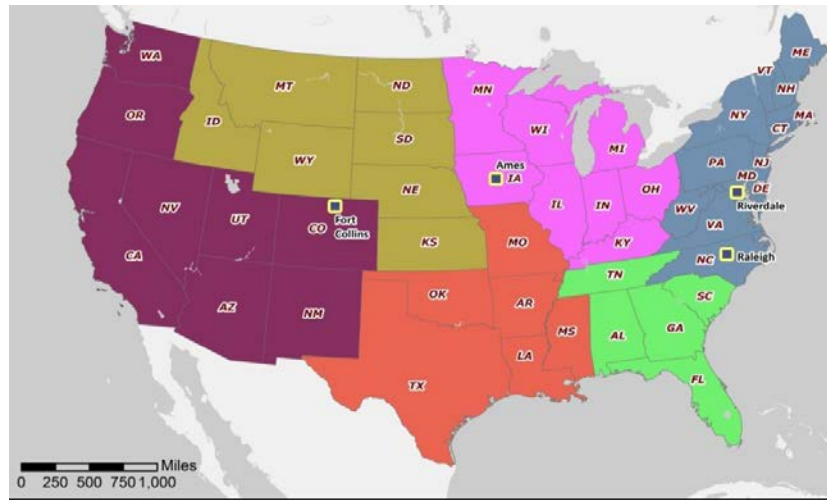 WA
MT
ND
MN
ME
VT
NH
OR
ID
NY
MA
WI
CT
SD
MI
WY
Ames
IA
PA
NJ
MD
DE
NE
OH
Riverdale
NV
UT
IL
IN
WV
VA
CO
Fort
Collins
KS
MO
KY
CA
NC
Raleigh
TN
OK
AR
SC
AZ
NM
MS
AL
GA
LA
TX
FL
Miles
0 250 500 750 1,000